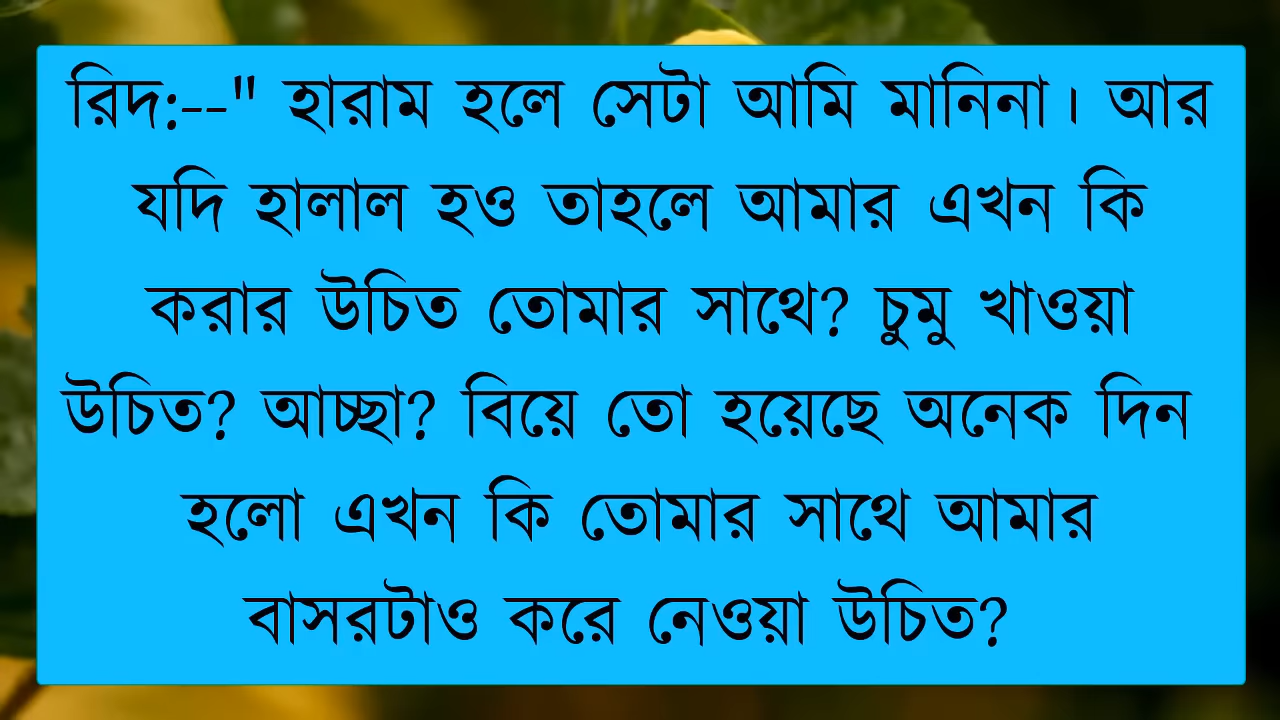 রিদ:--" হারাম হলে সেটা আমি মানিনা। আর
যদি হালাল হও তাহলে আমার এখন কি
করার উচিত তোমার সাথে? চুমু খাওয়া
উচিত? আচ্ছা? বিয়ে তো হয়েছে অনেক দিন
হলো এখন কি তোমার সাথে আমার
বাসরটাও করে নেওয়া উচিত?